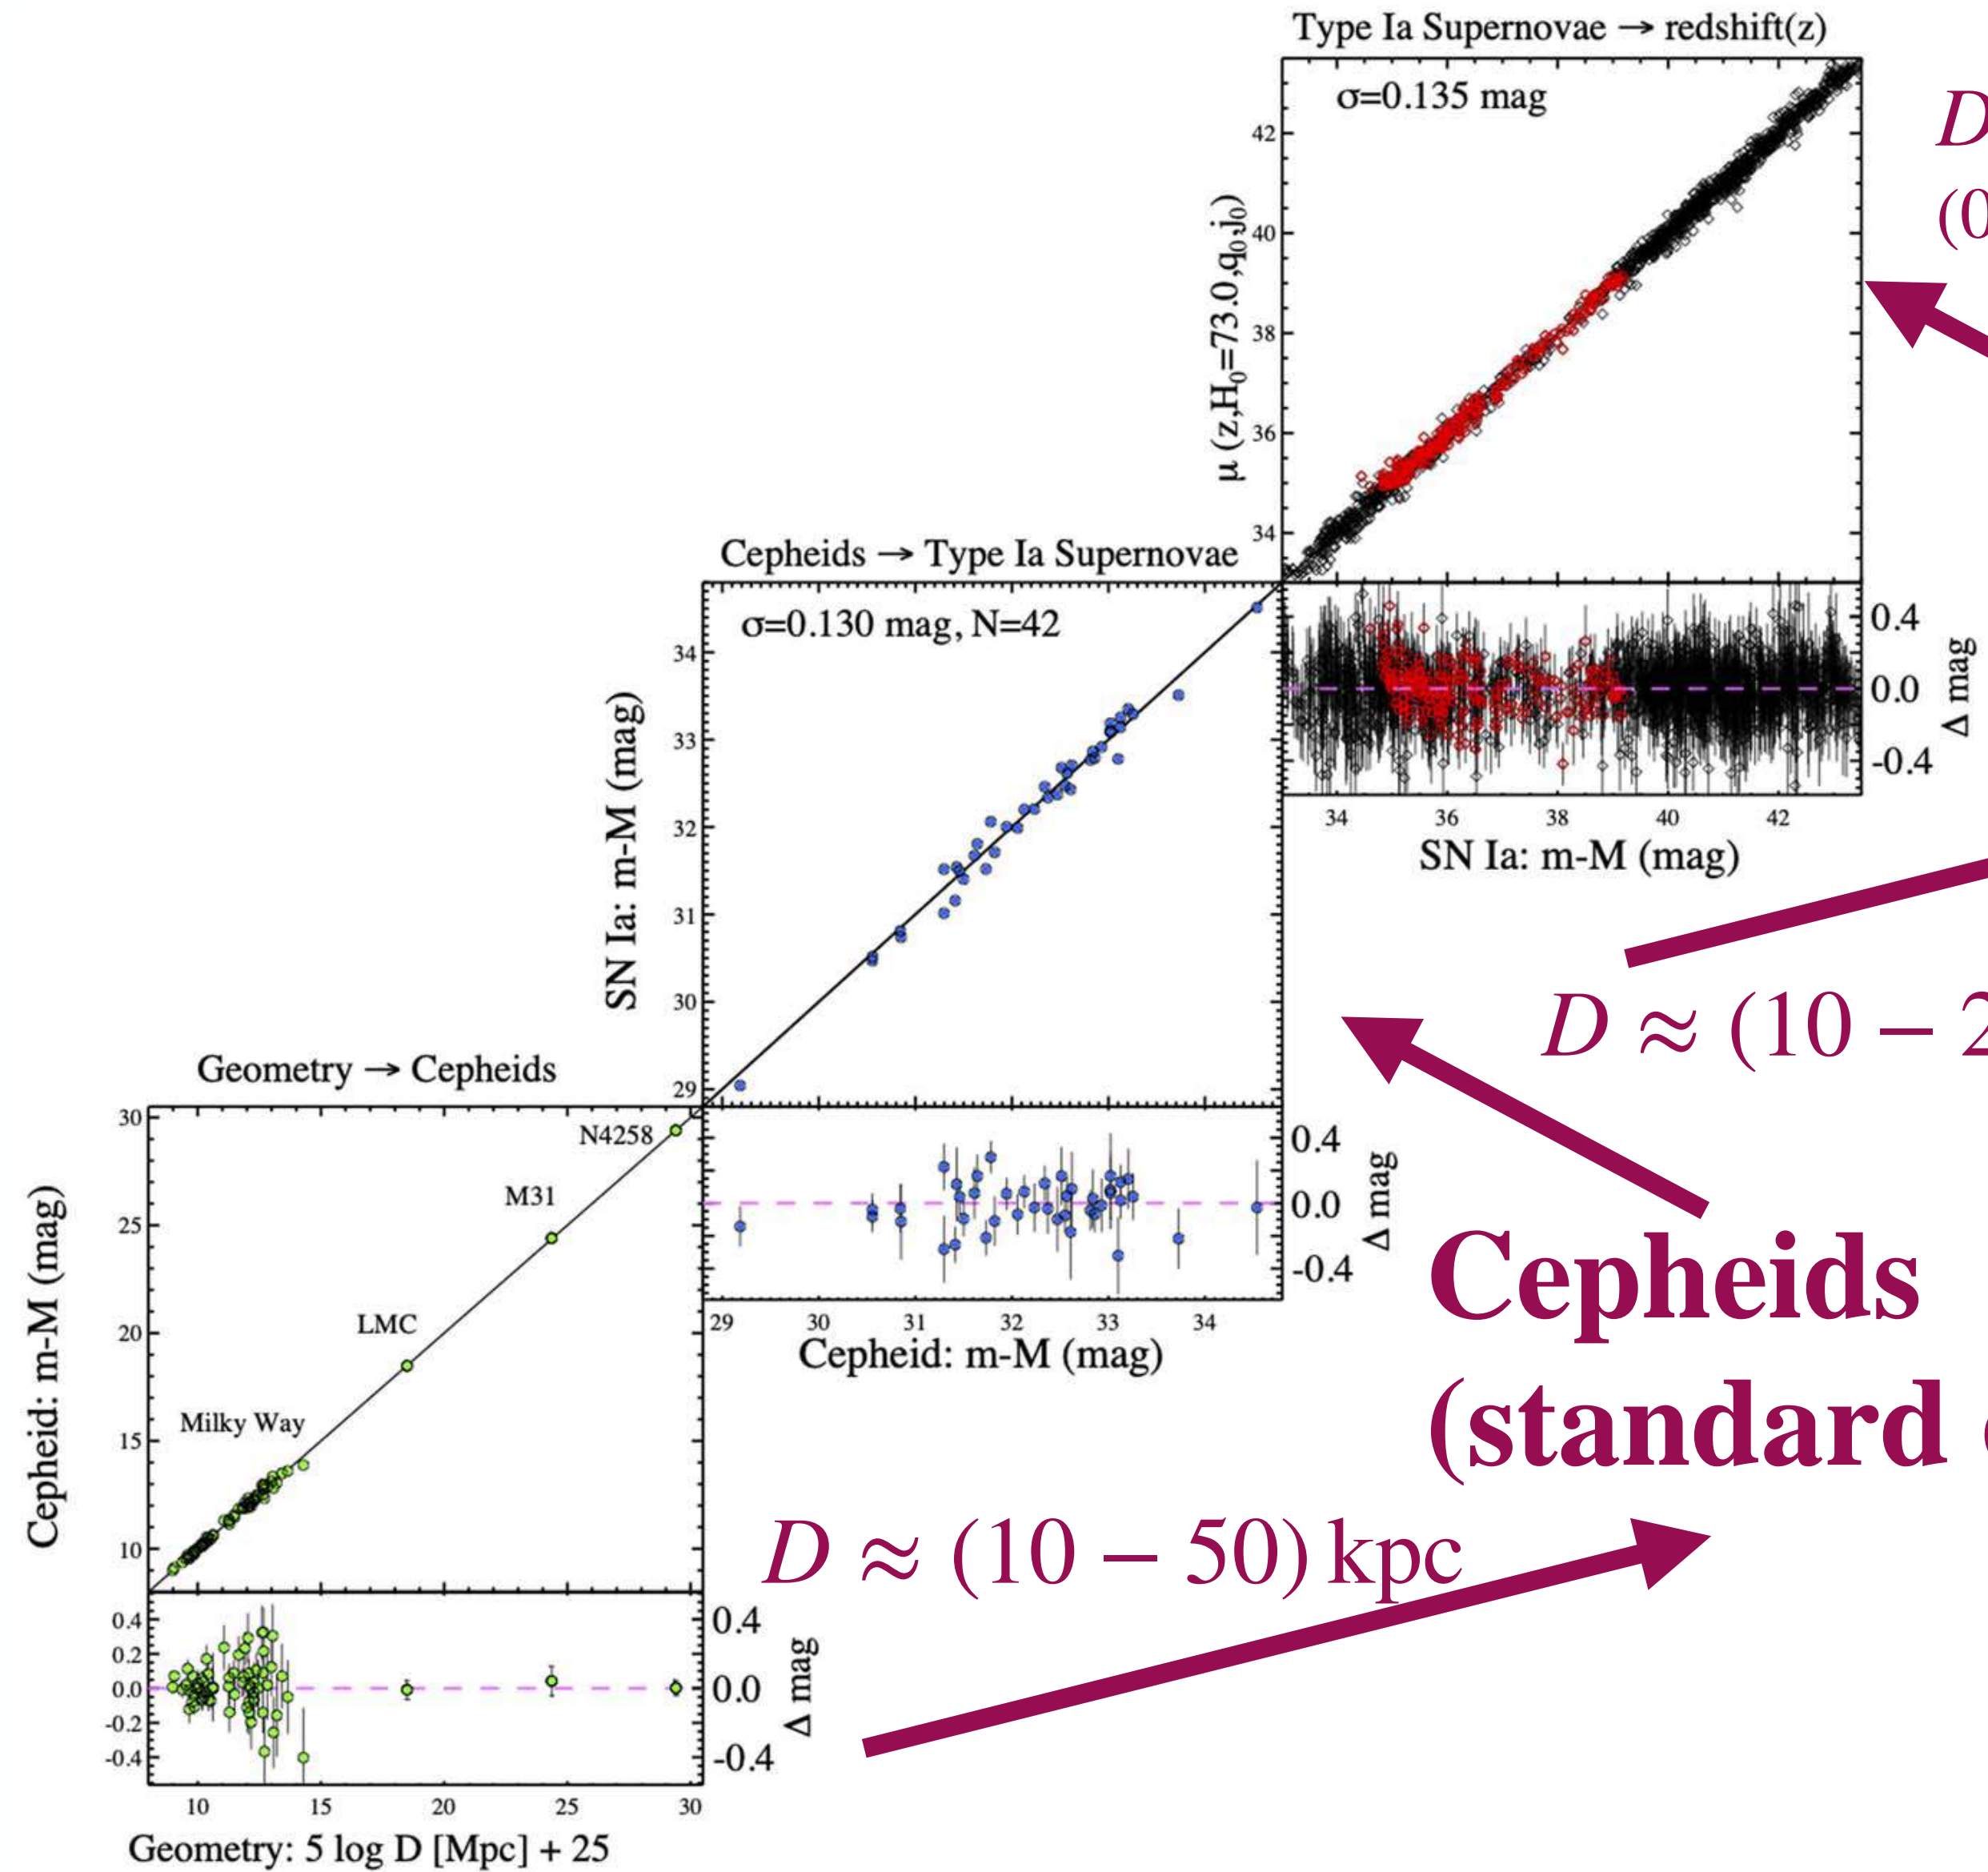 Type Ia Supernovae → redshift(z)
σ=0.135 mag
D
(0
42
40
38
36
34
μ (z,H₀=73.0,q₀,j₀)
0.4
0.0
-0.4
Δ mag
34 36 38 40 42
SN Ia: m-M (mag)
Cepheids → Type Ia Supernovae
σ=0.130 mag, N=42
34
33
32
31
30
29
SN Ia: m-M (mag)
D ≈ (10 – 2
0.4
0.0
-0.4
Δ mag
29 30 31 32 33 34
Cepheid: m-M (mag)
Cepheids
(standard
Geometry → Cepheids
30
25
20
15
10
Cepheid: m-M (mag)
N4258
M31
LMC
Milky Way
D ≈ (10 – 50) kpc
0.4
0.2
0.0
-0.2
-0.4
0.4
0.0
-0.4
Δ mag
10 15 20 25 30
Geometry: 5 log D [Mpc] + 25